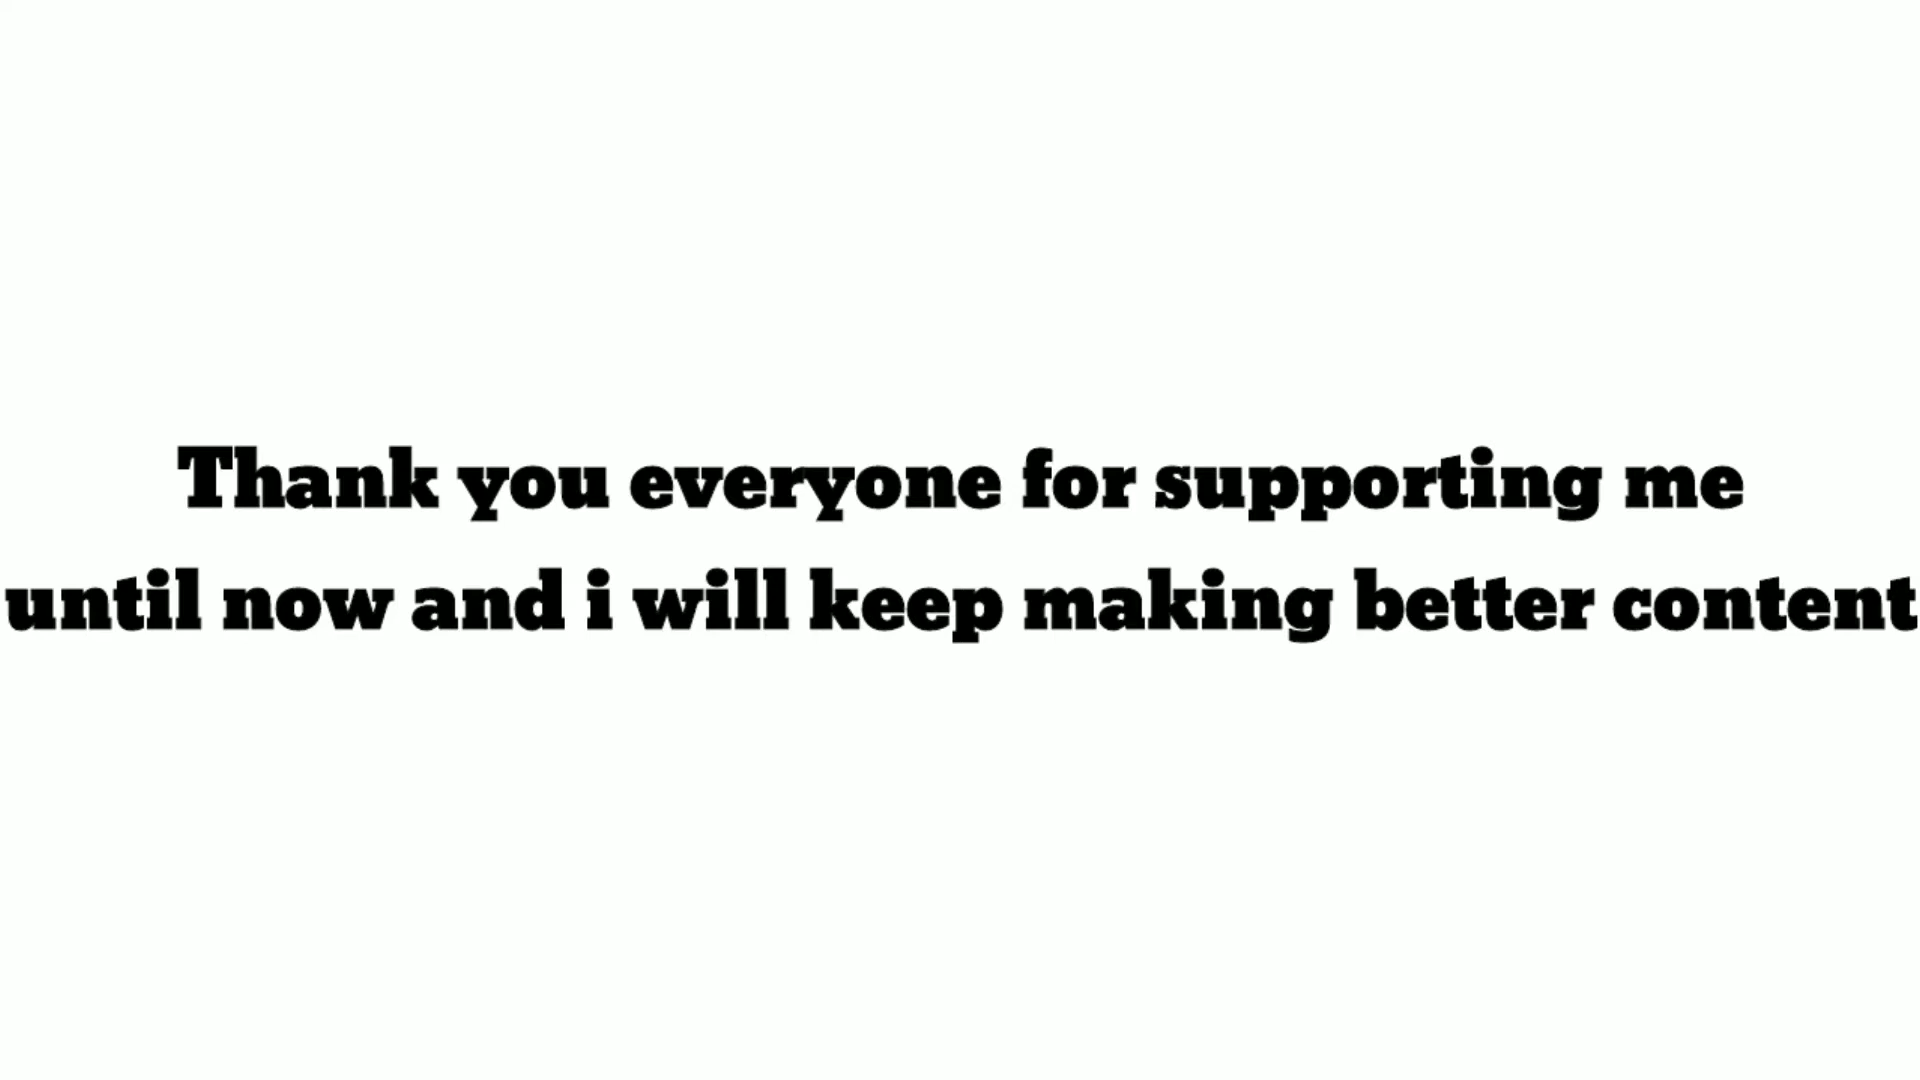 Thank you everyone for supporting me
until now and i will keep making better content